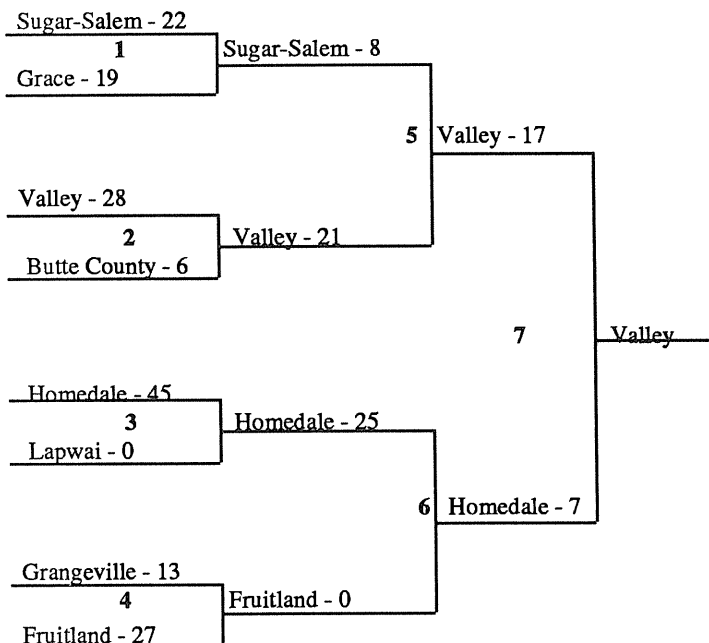 Sugar-Salem - 22
1
Sugar-Salem - 8
Grace - 19
5
Valley - 17
Valley - 28
2
Valley - 21
Butte County - 6
7
Valley
Homedale - 45
3
Homedale - 25
Lapwai - 0
6
Homedale - 7
Grangeville - 13
4
Fruitland - 0
Fruitland - 27